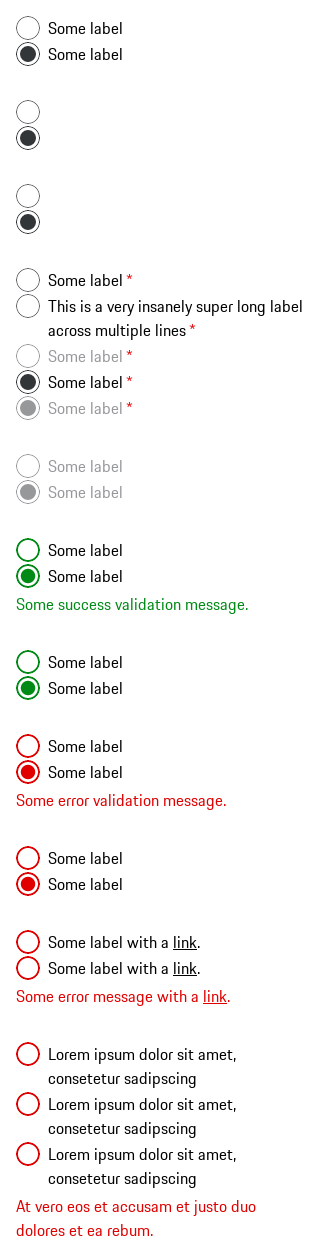 Some label
Some label
Some label *
This is a very insanely super long label
across multiple lines *
Some label *
Some label *
Some label *
Some label
Some label
Some label
Some label
Some success validation message.
Some label
Some label
Some label
Some label
Some error validation message.
Some label
Some label
Some label with a link.
Some label with a link.
Some error message with a link.
Lorem ipsum dolor sit amet,
consetetur sadipscing
Lorem ipsum dolor sit amet,
consetetur sadipscing
Lorem ipsum dolor sit amet,
consetetur sadipscing
At vero eos et accusam et justo duo
dolores et ea rebum.